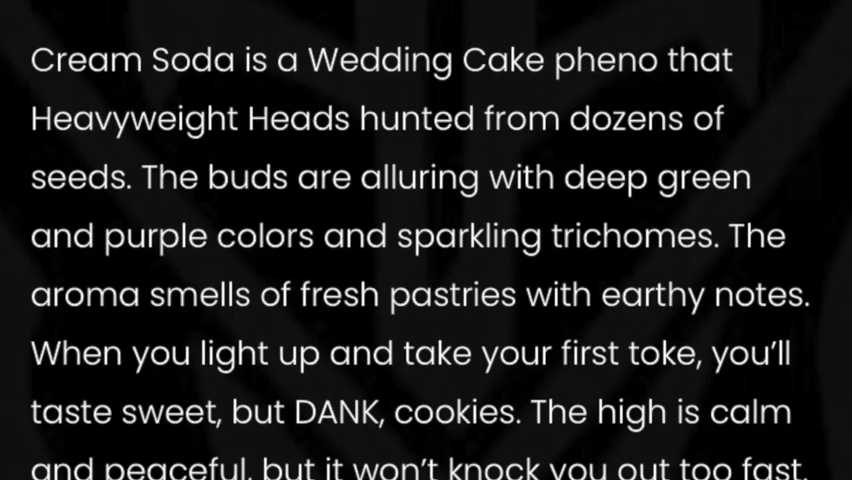 Cream Soda is a Wedding Cake pheno that
Heavyweight Heads hunted from dozens of
seeds. The buds are alluring with deep green
and purple colors and sparkling trichomes. The
aroma smells of fresh pastries with earthy notes.
When you light up and take your first toke, you’ll
taste sweet, but DANK, cookies. The high is calm
and peaceful, but it won’t knock you out too fast.